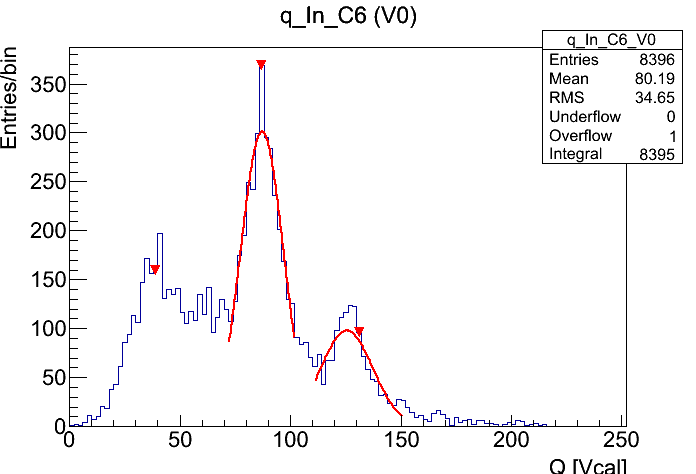 q_In_C6 (V0)
q_In_C6_V0
Entries 8396
Mean 80.19
RMS 34.65
Underflow 0
Overflow 1
Integral 8395
Entries/bin
350
300
250
200
150
100
50
0
0 50 100 150 200 250
Q [Vcal]